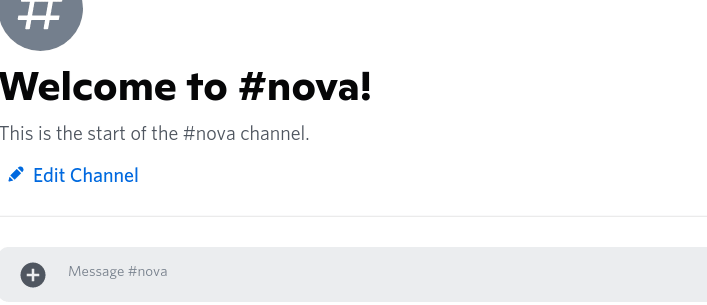 #
Welcome to #nova!
This is the start of the #nova channel.
Edit Channel
Message #nova